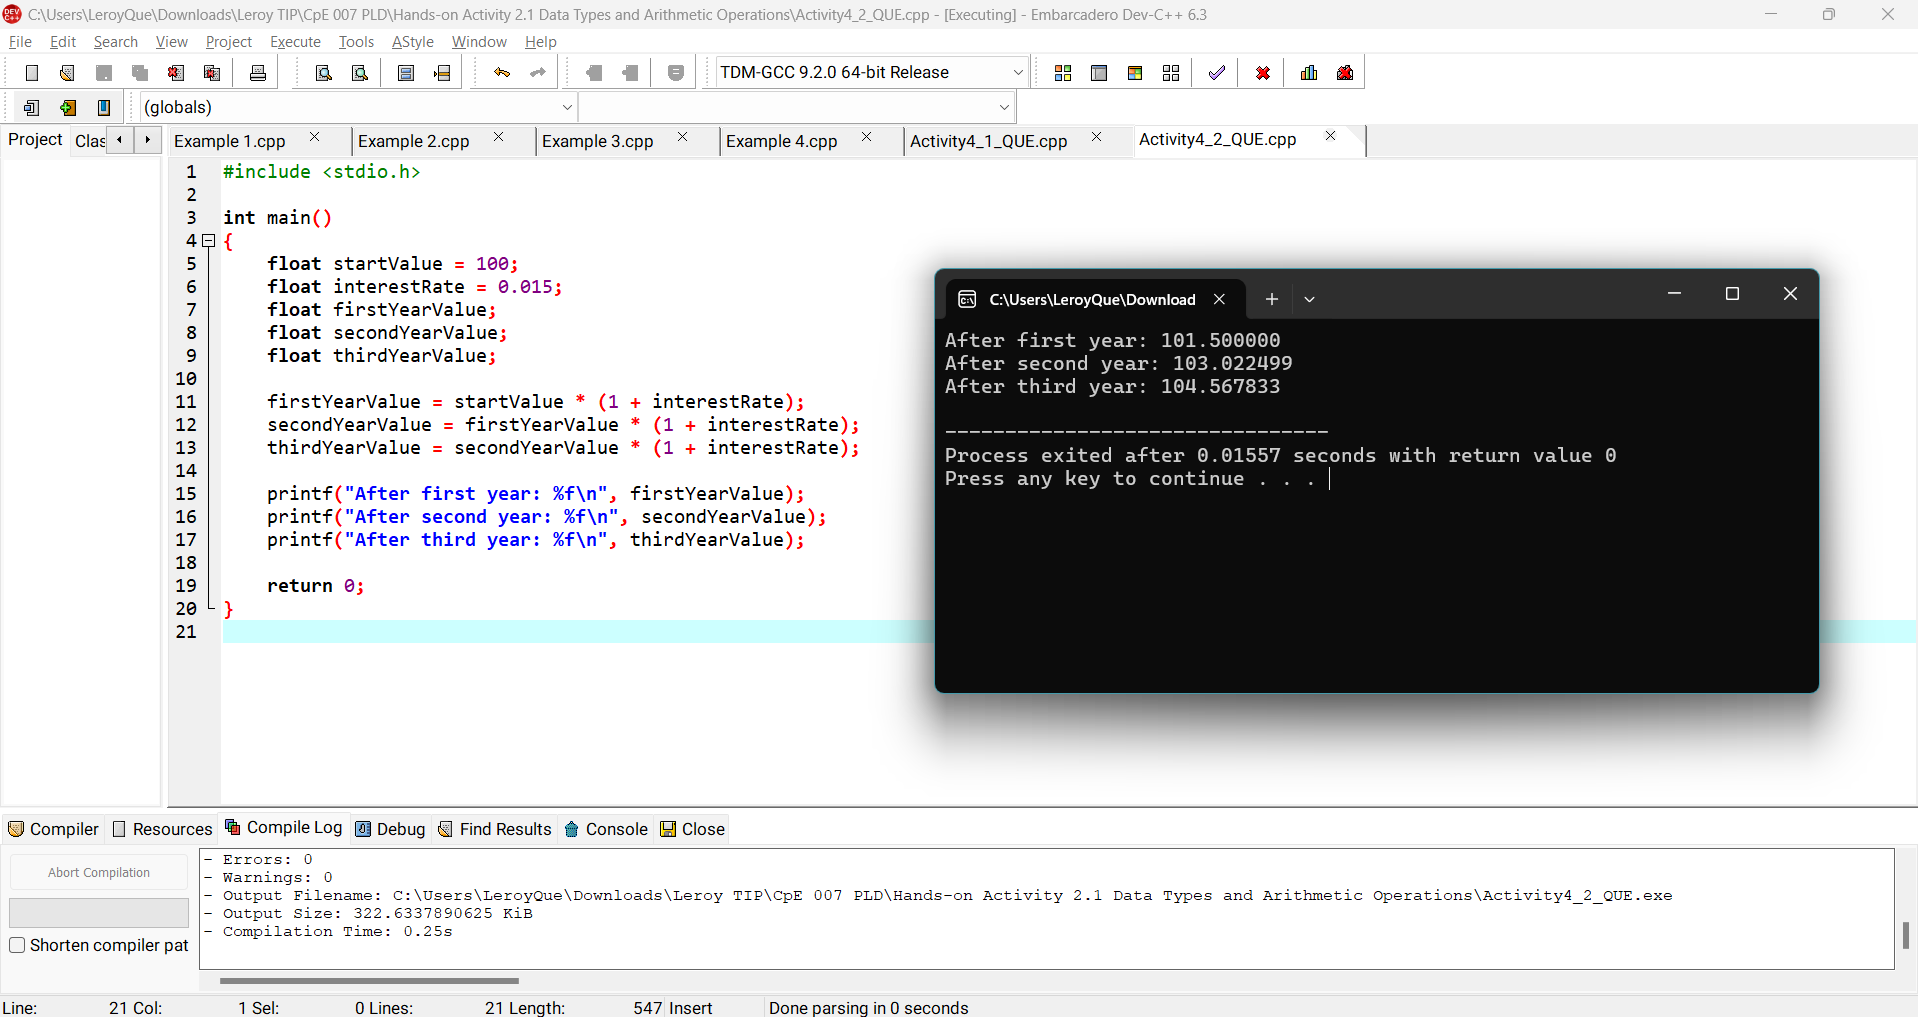 C:\Users\LeroyQue\Downloads\Leroy TIP\CpE 007 PLD\Hands-on Activity 2.1 Data Types and Arithmetic Operations\Activity4_2_QUE.cpp - [Executing] - Embarcadero Dev-C++ 6.3
File Edit Search View Project Execute Tools AStyle Window Help
TDM-GCC 9.2.0 64-bit Release
(globals)
Project Clas
Example 1.cpp Example 2.cpp Example 3.cpp Example 4.cpp Activity4_1_QUE.cpp Activity4_2_QUE.cpp
1 #include <stdio.h>
2
3 int main()
4 {
5 float startValue = 100;
6 float interestRate = 0.015;
7 float firstYearValue;
8 float secondYearValue;
9 float thirdYearValue;
10
11 firstYearValue = startValue * (1 + interestRate);
12 secondYearValue = firstYearValue * (1 + interestRate);
13 thirdYearValue = secondYearValue * (1 + interestRate);
14
15 printf("After first year: %f\n", firstYearValue);
16 printf("After second year: %f\n", secondYearValue);
17 printf("After third year: %f\n", thirdYearValue);
18
19 return 0;
20 }
21
C:\Users\LeroyQue\Download
After first year: 101.500000
After second year: 103.022499
After third year: 104.567833
--------------------------------
Process exited after 0.01557 seconds with return value 0
Press any key to continue . . .
Compiler Resources Compile Log Debug Find Results Console Close
Abort Compilation
Shorten compiler pat
- Errors: 0
- Warnings: 0
- Output Filename: C:\Users\LeroyQue\Downloads\Leroy TIP\CpE 007 PLD\Hands-on Activity 2.1 Data Types and Arithmetic Operations\Activity4_2_QUE.exe
- Output Size: 322.6337890625 KiB
- Compilation Time: 0.25s
Line: 21 Col: 1 Sel: 0 Lines: 21 Length: 547 Insert Done parsing in 0 seconds